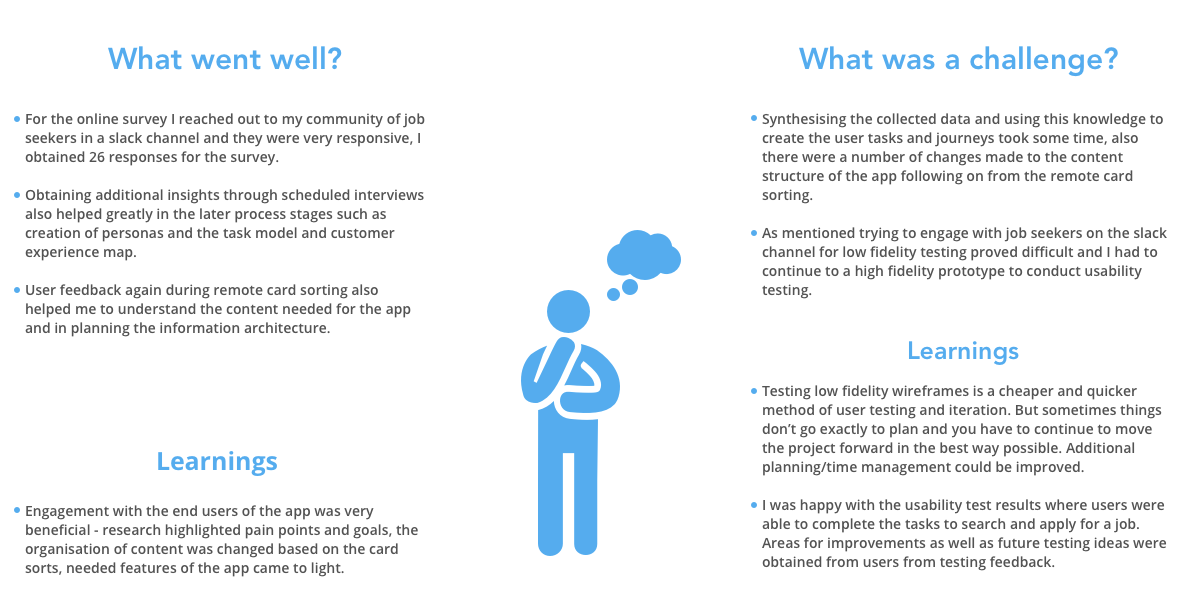 What went well?
For the online survey I reached out to my community of job
seekers in a slack channel and they were very responsive, I
obtained 26 responses for the survey.
Obtaining additional insights through scheduled interviews
also helped greatly in the later process stages such as
creation of personas and the task model and customer
experience map.
User feedback again during remote card sorting also
helped me to understand the content needed for the app
and in planning the information architecture.
Learnings
Engagement with the end users of the app was very
beneficial - research highlighted pain points and goals, the
organisation of content was changed based on the card
sorts, needed features of the app came to light.
What was a challenge?
Synthesising the collected data and using this knowledge to
create the user tasks and journeys took some time, also
there were a number of changes made to the content
structure of the app following on from the remote card
sorting.
As mentioned trying to engage with job seekers on the slack
channel for low fidelity testing proved difficult and I had to
continue to a high fidelity prototype to conduct usability
testing.
Learnings
Testing low fidelity wireframes is a cheaper and quicker
method of user testing and iteration. But sometimes things
don’t go exactly to plan and you have to continue to move
the project forward in the best way possible. Additional
planning/time management could be improved.
I was happy with the usability test results where users were
able to complete the tasks to search and apply for a job.
Areas for improvements as well as future testing ideas were
obtained from users from testing feedback.